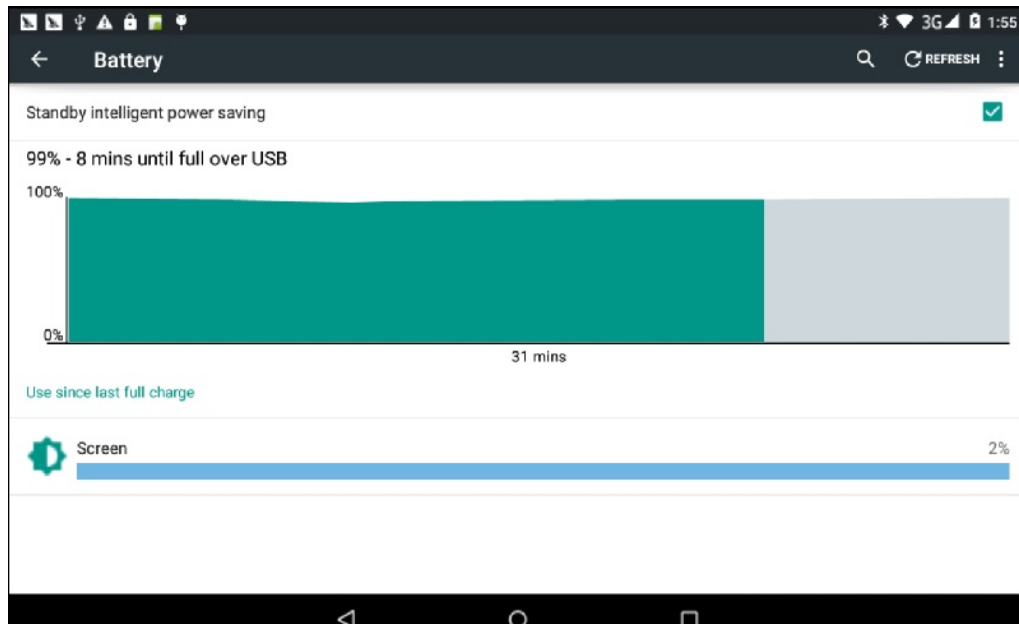 3G 1:55
Battery REFRESH
Standby intelligent power saving
99% - 8 mins until full over USB
100%
0%
31 mins
Use since last full charge
Screen 2%